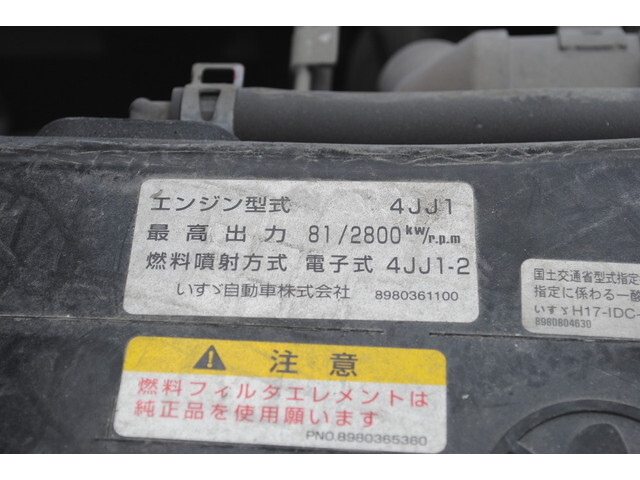 エンジン型式 4JJ1
最高出力 81/2800 kw/r.p.m
燃料噴射方式 電子式 4JJ1-2
いすゞ自動車株式会社 8980361100
国土交通省型式指定
指定に係わる一酸
いすゞH17-IDC-
8980804630
注意
燃料フィルタエレメントは
純正品を使用願います
PNO.8980365360